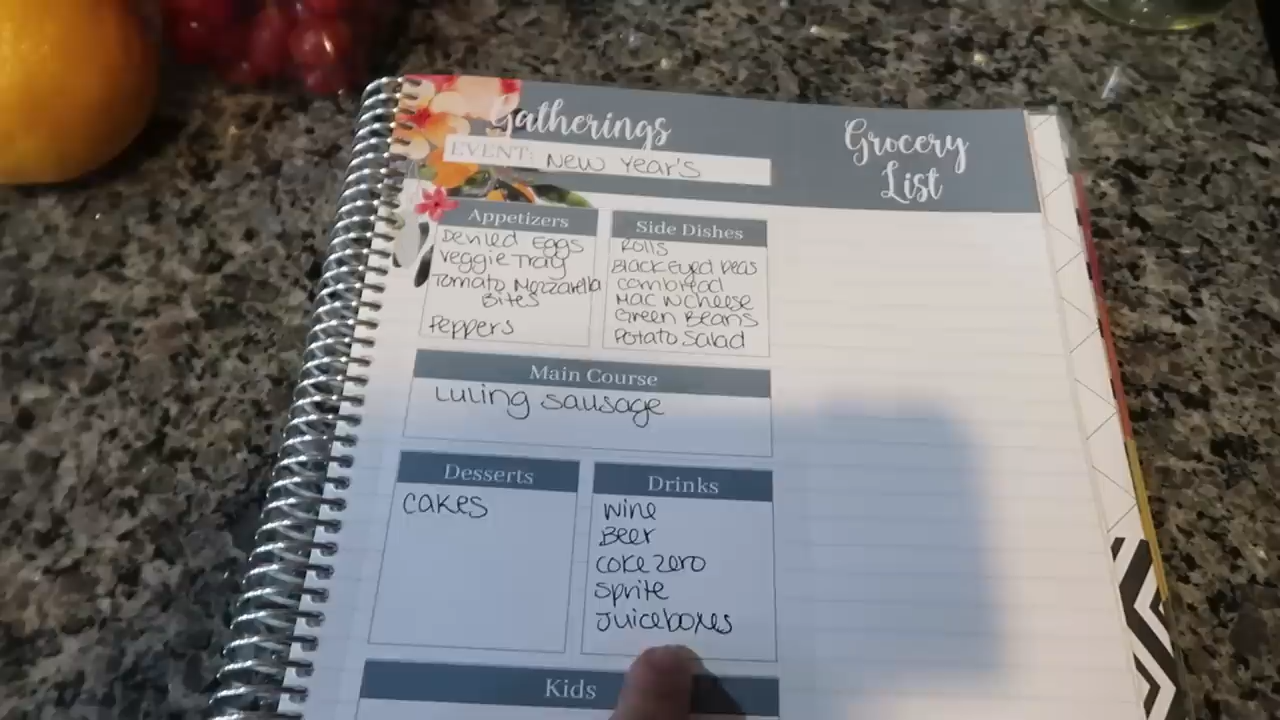 Gatherings
EVENT: New Year's
Grocery
List
Appetizers
Deviled Eggs
Veggie Tray
Tomato Mozzarella
Bites
Peppers
Side Dishes
Rolls
Black Eyed Peas
Cornbread
Mac N Cheese
Green Beans
Potato Salad
Main Course
Luling Sausage
Desserts
Cakes
Drinks
Wine
Beer
Coke Zero
Sprite
Juiceboxes
Kids